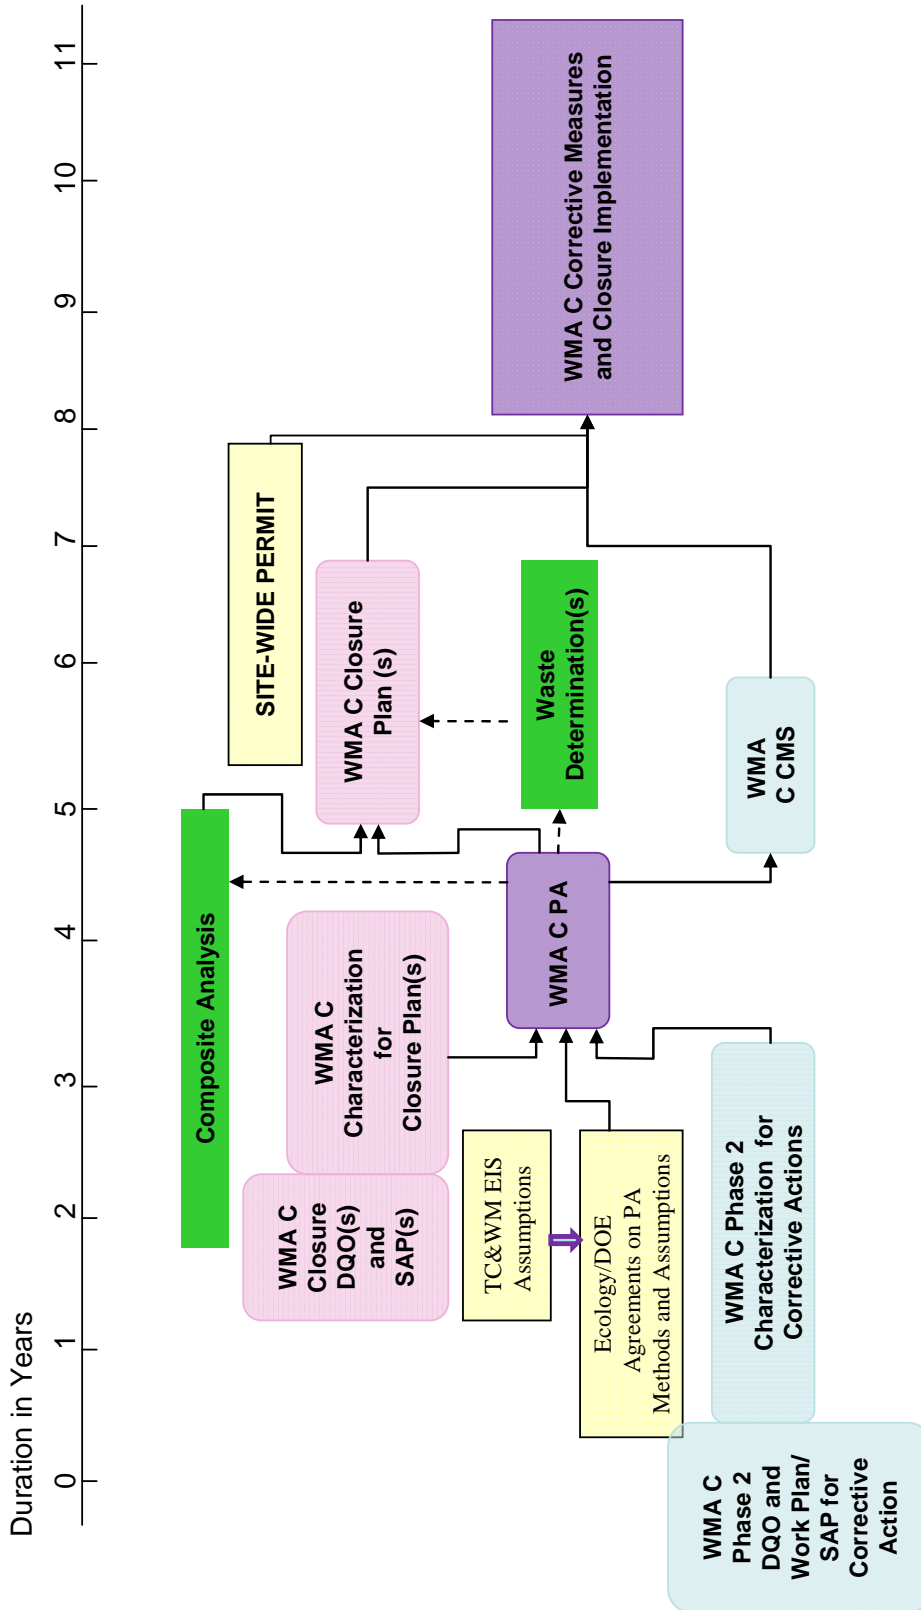 Duration in Years
0 1 2 3 4 5 6 7 8 9 10 11
Composite Analysis
SITE-WIDE PERMIT
WMA C
Closure
DQO(s)
and
SAP(s)
WMA C
Characterization
for
Closure Plan(s)
WMA C Closure
Plan (s)
TC&WM EIS
Assumptions
Ecology/DOE
Agreements on PA
Methods and Assumptions
WMA C PA
Waste
Determination(s)
WMA C Corrective Measures
and Closure Implementation
WMA C
Phase 2
DQO and
Work Plan/
SAP for
Corrective
Action
WMA C Phase 2
Characterization for
Corrective Actions
WMA
C CMS